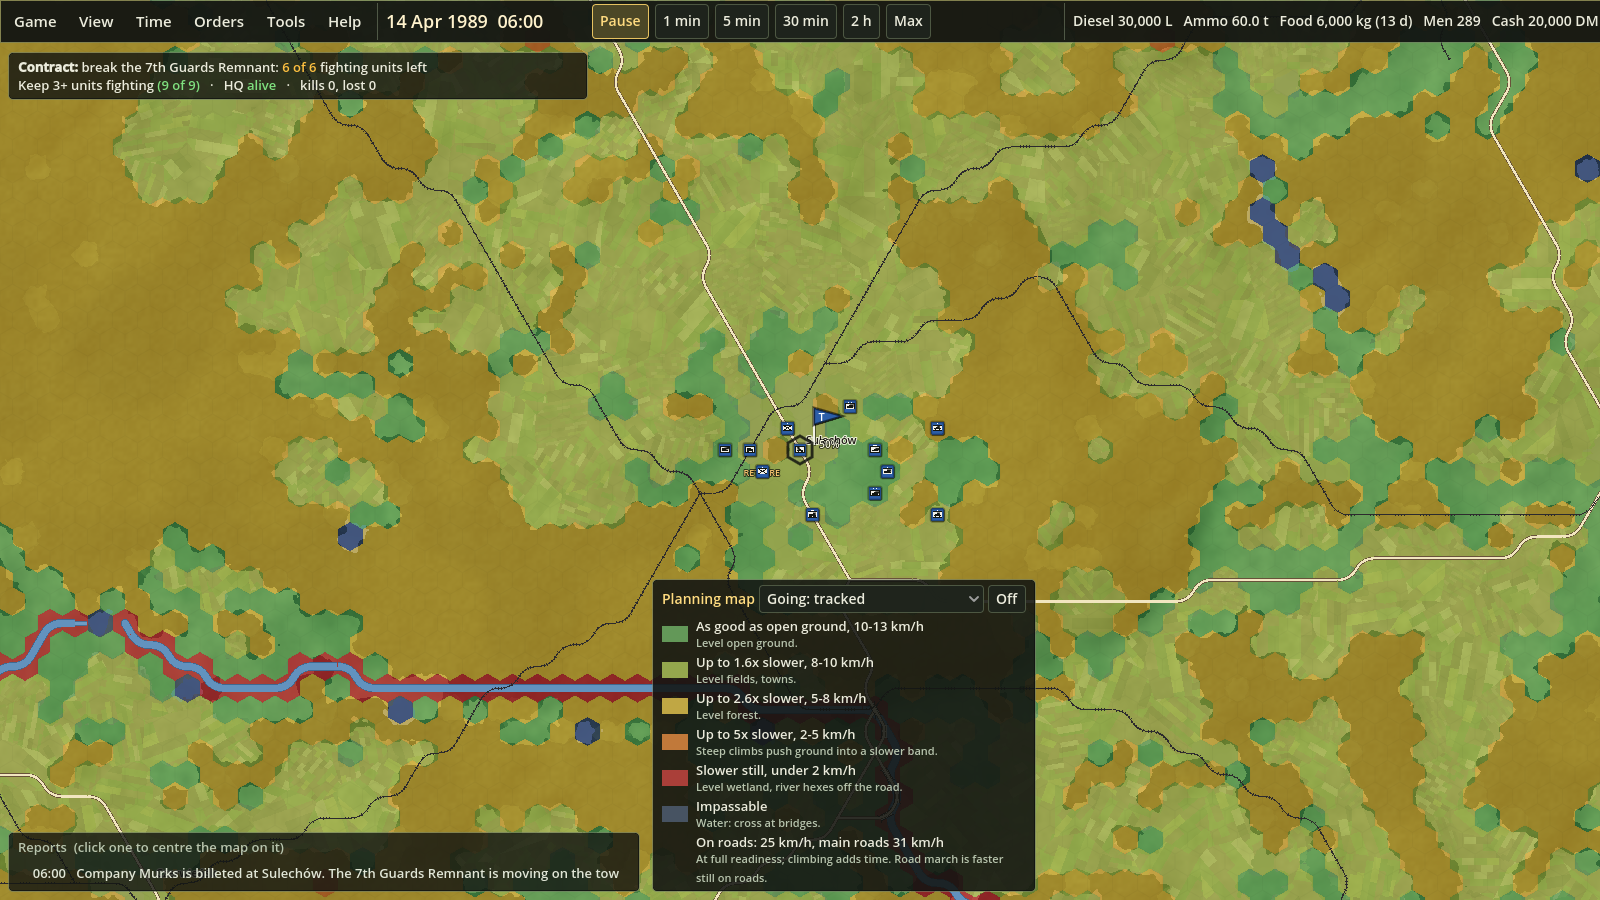 Game View Time Orders Tools Help 14 Apr 1989 06:00 Pause 1 min 5 min 30 min 2 h Max Diesel 30,000 L Ammo 60.0 t Food 6,000 kg (13 d) Men 289 Cash 20,000 DM
Contract: break the 7th Guards Remnant: 6 of 6 fighting units left
Keep 3+ units fighting (9 of 9) · HQ alive · kills 0, lost 0
T
50%
RE RE
Planning map Going: tracked Off
As good as open ground, 10-13 km/h
Level open ground.
Up to 1.6x slower, 8-10 km/h
Level fields, towns.
Up to 2.6x slower, 5-8 km/h
Level forest.
Up to 5x slower, 2-5 km/h
Steep climbs push ground into a slower band.
Slower still, under 2 km/h
Level wetland, river hexes off the road.
Impassable
Water: cross at bridges.
On roads: 25 km/h, main roads 31 km/h
At full readiness; climbing adds time. Road march is faster
still on roads.
Reports (click one to centre the map on it)
06:00 Company Murks is billeted at Sulechów. The 7th Guards Remnant is moving on the tow